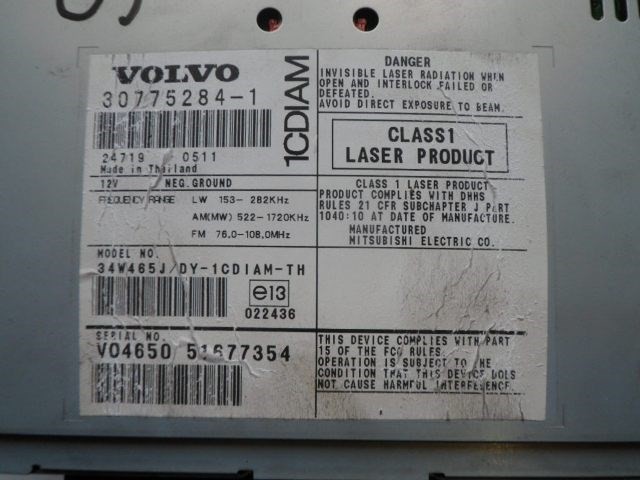 VOLVO
30775284-1
1CDIAM
24719 0511
Made in Thailand
12V NEG.GROUND
FREQUENCY RANGE LW 153- 282KHz
AM(MW) 522-1720KHz
FM 76.0-108.0MHz
MODEL NO.
34W465J/DY-1CDIAM-TH
e13
022436
SERIAL NO.
VO4650 51677354
DANGER
INVISIBLE LASER RADIATION WHEN
OPEN AND INTERLOCK FAILED OR
DEFEATED.
AVOID DIRECT EXPOSURE TO BEAM.
CLASS1
LASER PRODUCT
CLASS 1 LASER PRODUCT
PRODUCT COMPLIES WITH DHHS
RULES 21 CFR SUBCHAPTER J PART
1040:10 AT DATE OF MANUFACTURE.
MANUFACTURED
MITSUBISHI ELECTRIC CO.
THIS DEVICE COMPLIES WITH PART
15 OF THE FCC RULES.
OPERATION IS SUBJECT TO THE
CONDITION THAT THIS DEVICE DOES
NOT CAUSE HARMFUL INTERFERENCE.